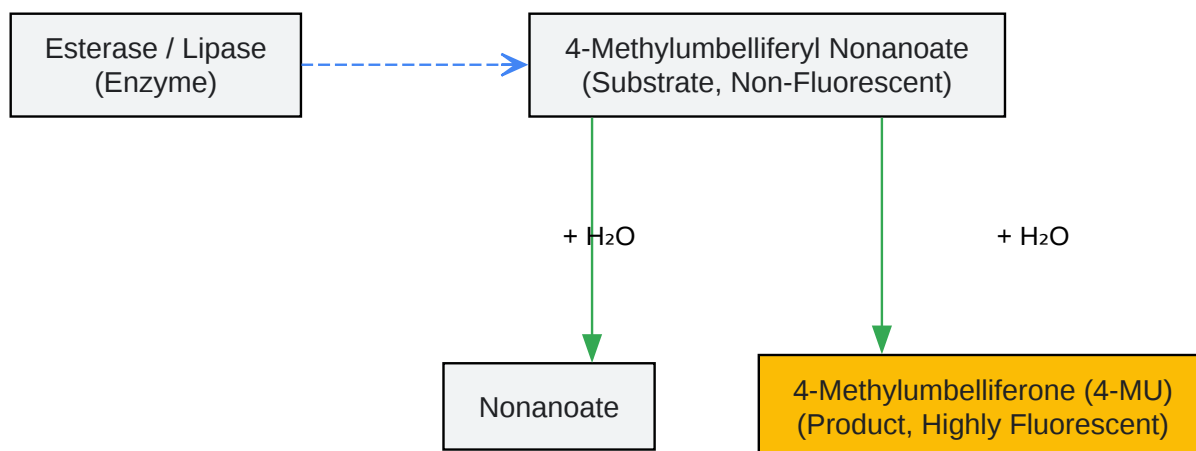 Esterase / Lipase
(Enzyme)
4-Methylumbelliferyl Nonanoate
(Substrate, Non-Fluorescent)
+ H₂O
+ H₂O
Nonanoate
4-Methylumbelliferone (4-MU)
(Product, Highly Fluorescent)